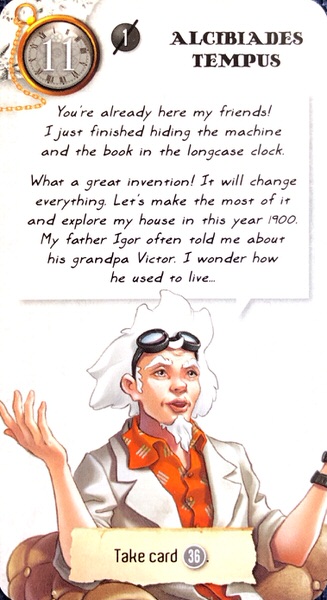 11
1
ALCIBIADES
TEMPUS
You're already here my friends!
I just finished hiding the machine
and the book in the longcase clock.
What a great invention! It will change
everything. Let's make the most of it
and explore my house in this year 1900.
My father Igor often told me about
his grandpa Victor. I wonder how
he used to live...
Take card 36.